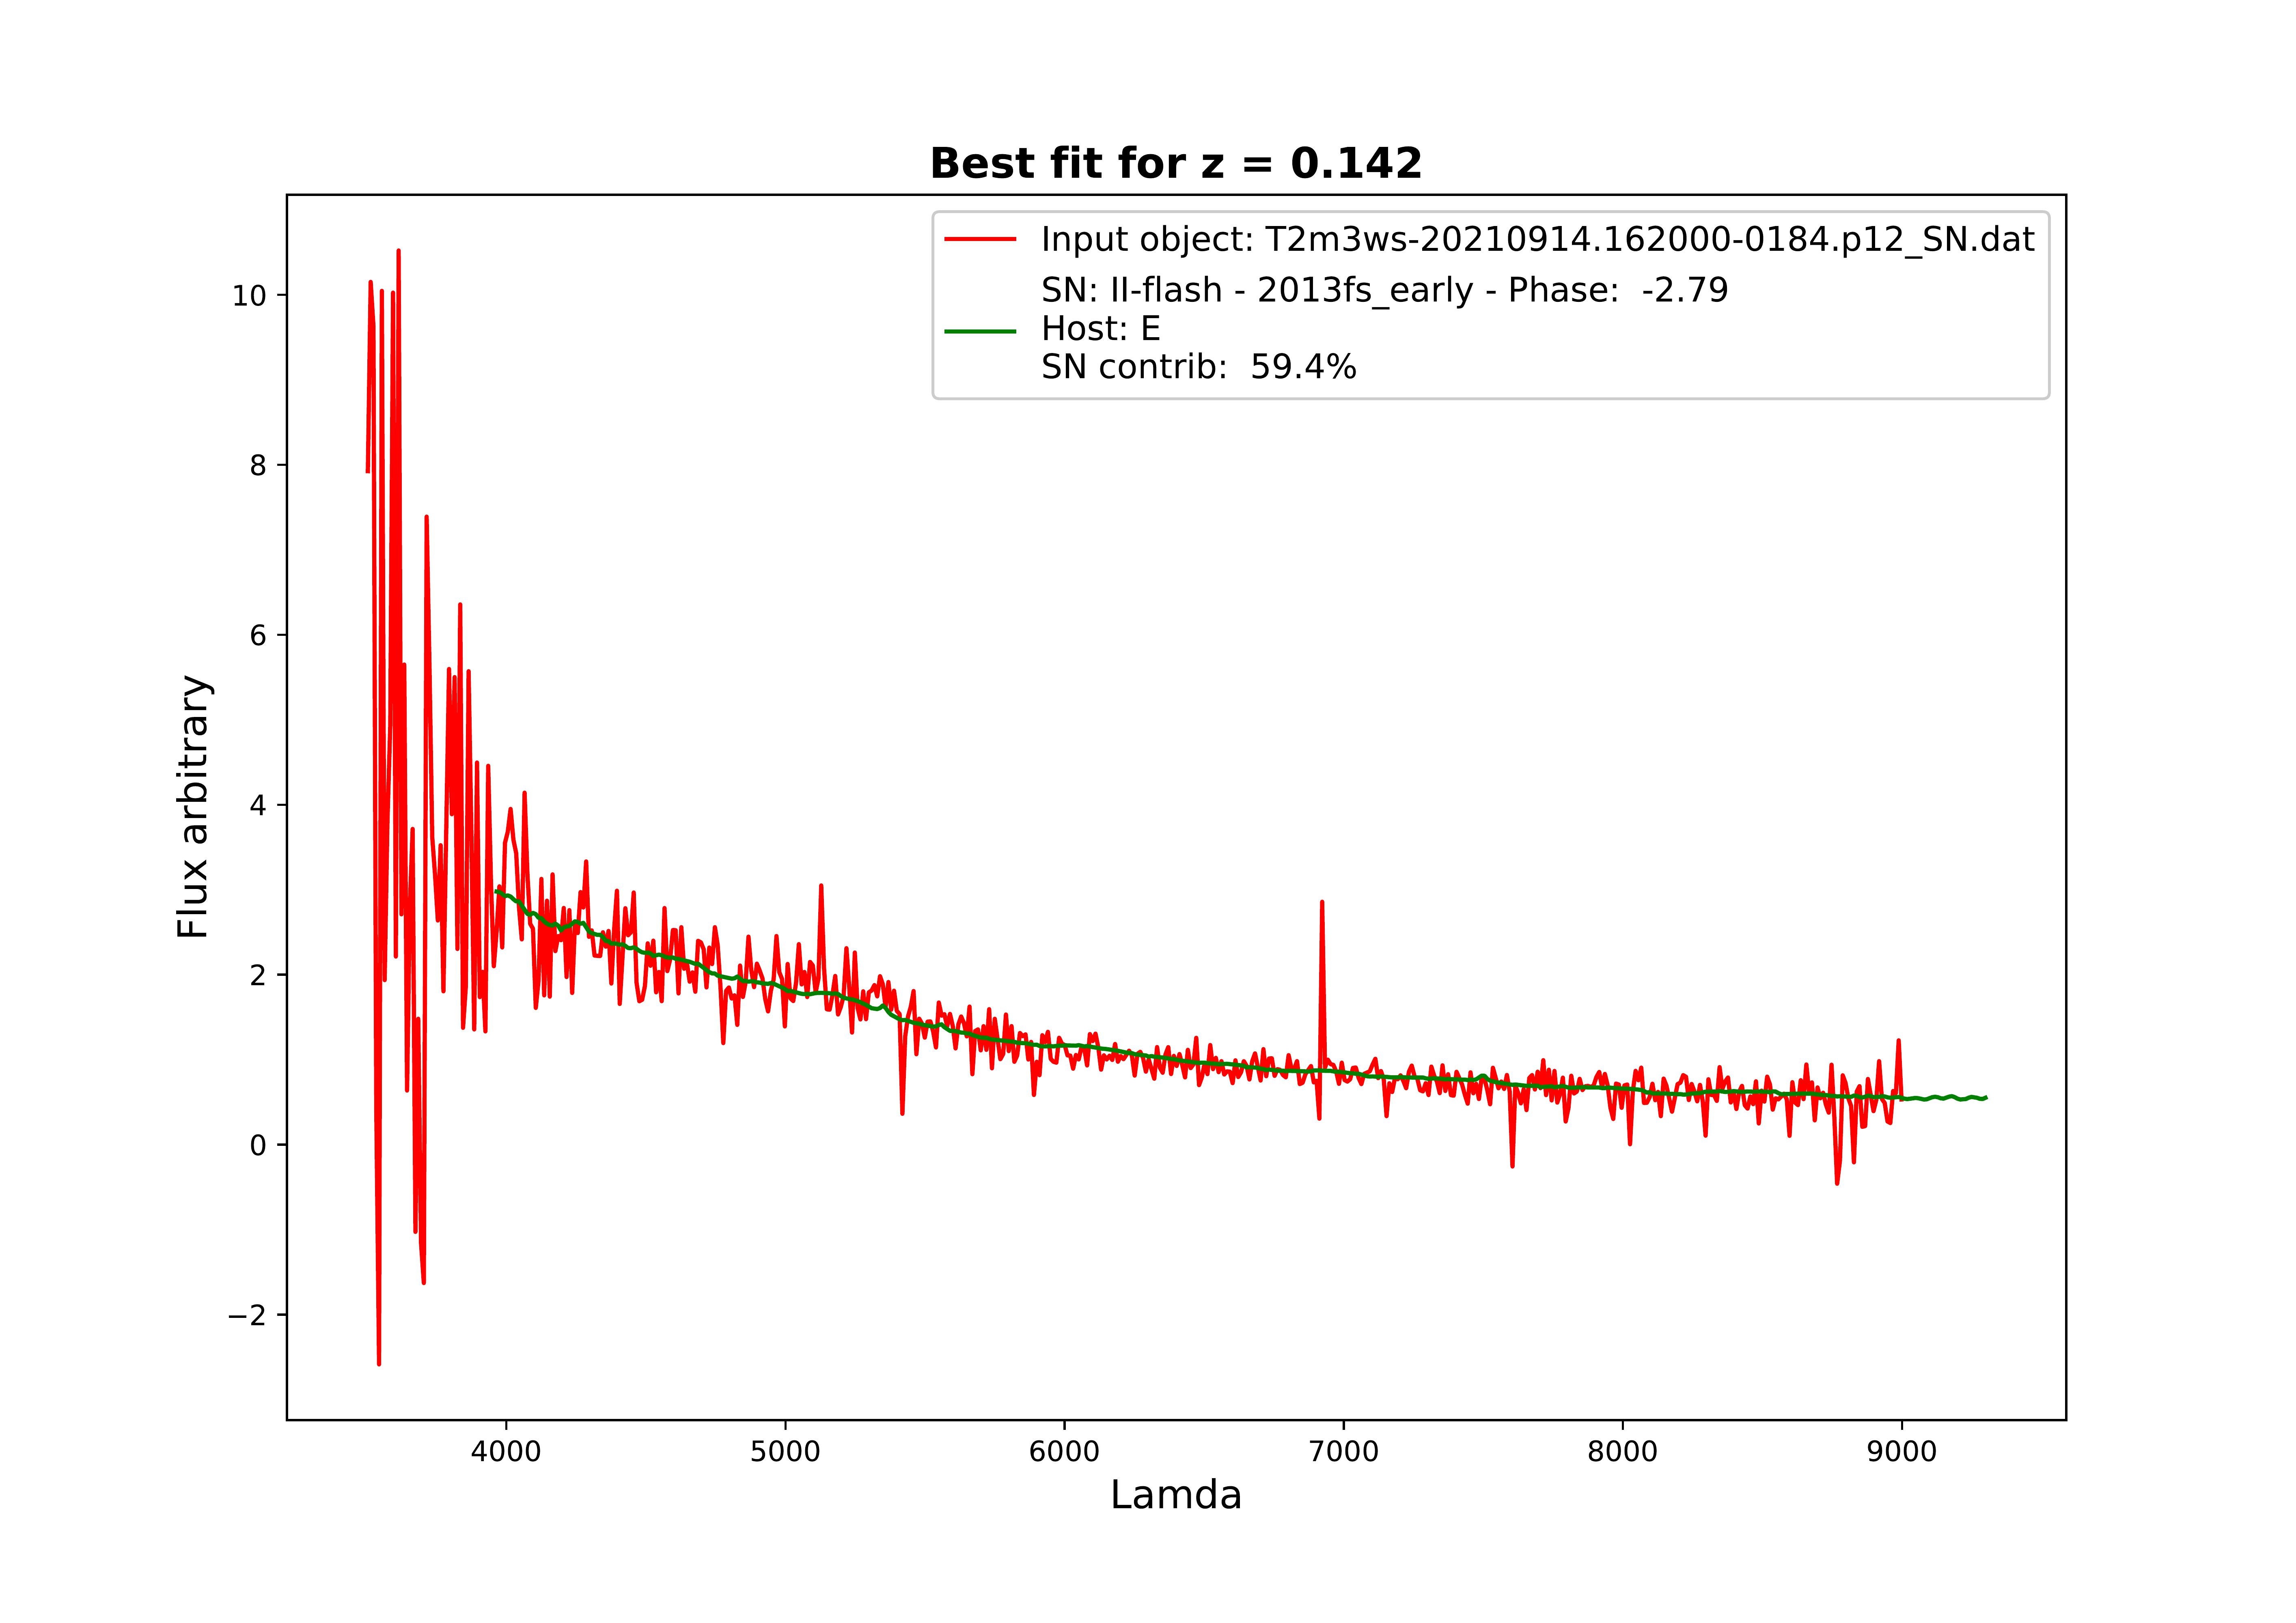 Best fit for z = 0.142
Input object: T2m3ws-20210914.162000-0184.p12_SN.dat
SN: II-flash - 2013fs_early - Phase:  -2.79
Host: E
SN contrib:  59.4%
10
8
6
4
2
0
−2
Flux arbitrary
4000 5000 6000 7000 8000 9000
Lamda